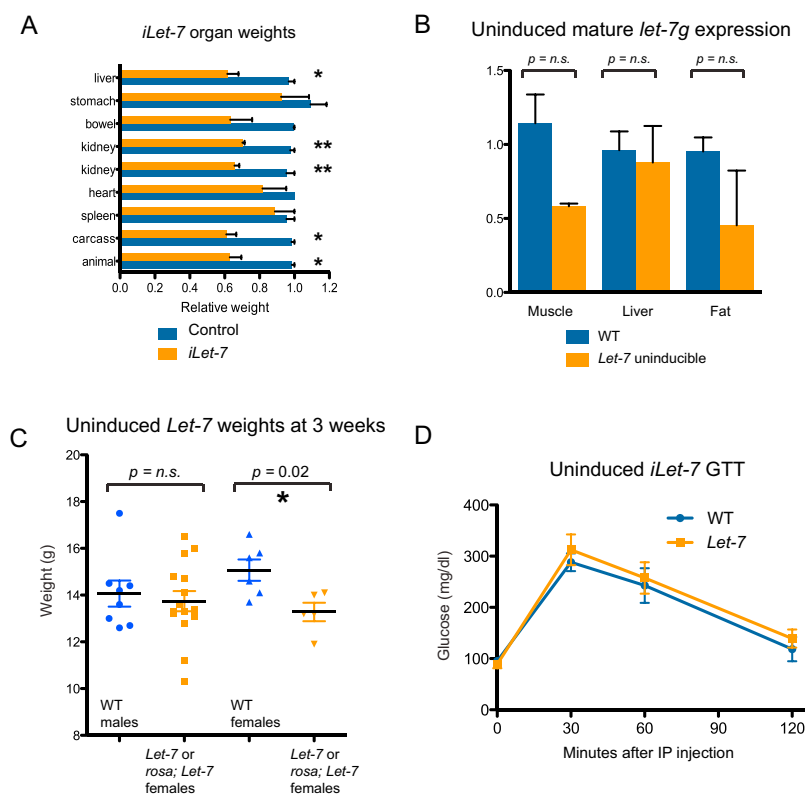 A
iLet-7 organ weights
liver
*
stomach
bowel
kidney
**
kidney
**
heart
spleen
carcass
*
animal
*
0.0 0.2 0.4 0.6 0.8 1.0 1.2
Relative weight
Control
iLet-7
B
Uninduced mature let-7g expression
p = n.s. p = n.s. p = n.s.
1.5
1.0
0.5
0.0
Muscle Liver Fat
WT
Let-7 uninducible
C
Uninduced Let-7 weights at 3 weeks
p = n.s. p = 0.02
*
20
18
16
14
12
10
8
Weight (g)
WT
males
WT
females
Let-7 or
rosa; Let-7
females
Let-7 or
rosa; Let-7
females
D
Uninduced iLet-7 GTT
WT
Let-7
400
300
200
100
0
Glucose (mg/dl)
0 30 60 90 120
Minutes after IP injection